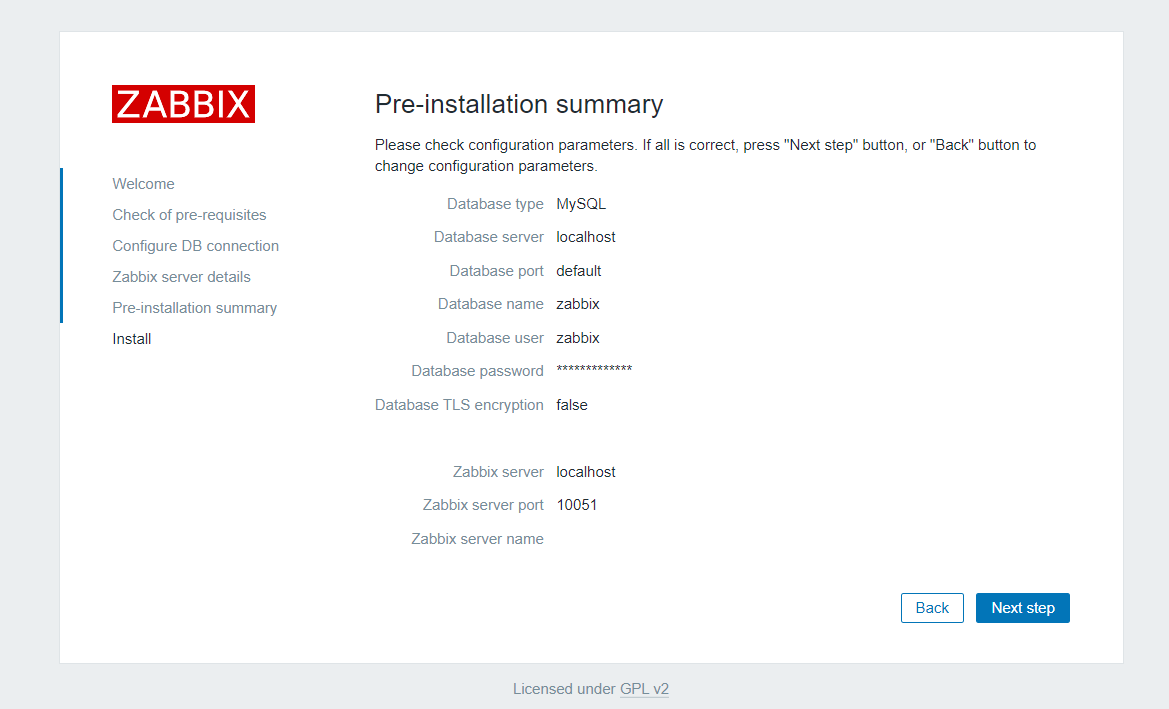 ZABBIX
Welcome
Check of pre-requisites
Configure DB connection
Zabbix server details
Pre-installation summary
Install
Pre-installation summary
Please check configuration parameters. If all is correct, press "Next step" button, or "Back" button to
change configuration parameters.
Database type MySQL
Database server localhost
Database port default
Database name zabbix
Database user zabbix
Database password *************
Database TLS encryption false
Zabbix server localhost
Zabbix server port 10051
Zabbix server name
Back Next step
Licensed under GPL v2